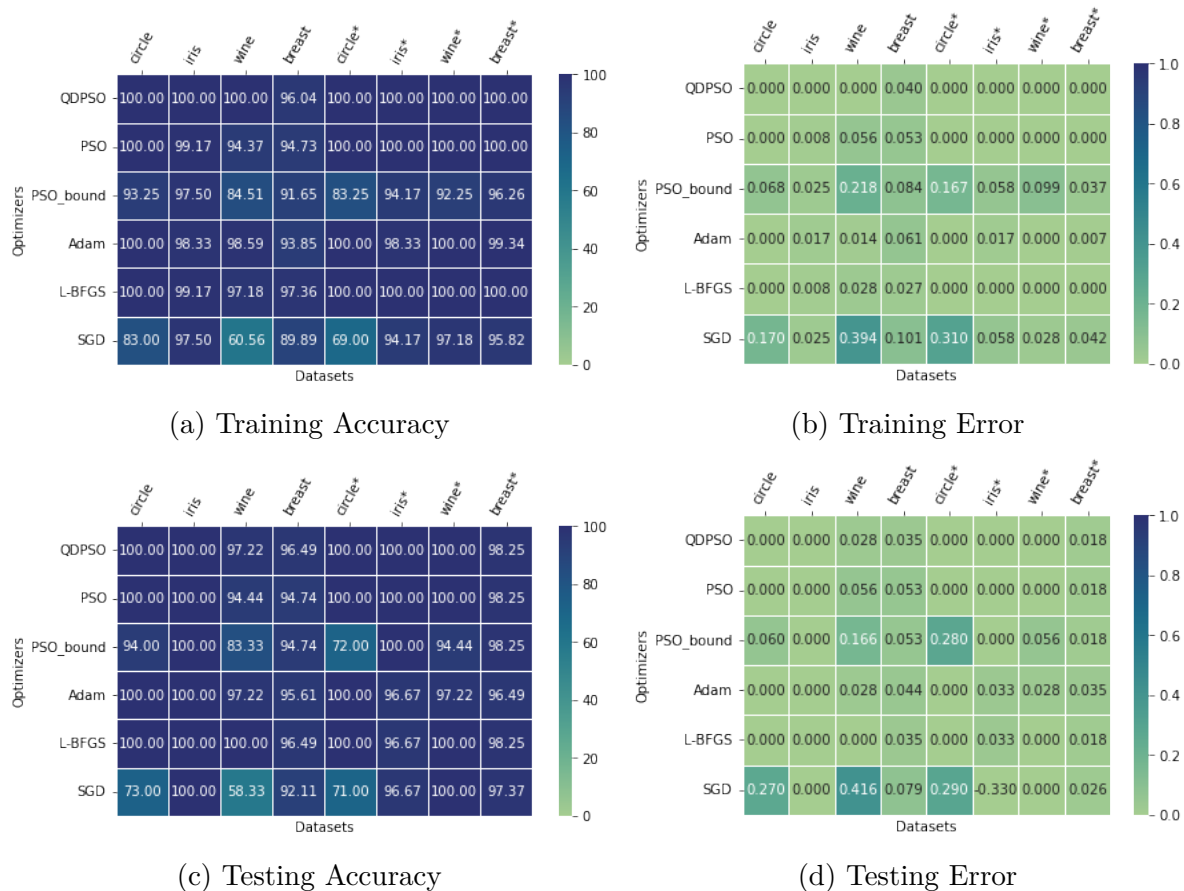 circle iris wine breast circle* iris* wine* breast*
QDPSO 100.00 100.00 100.00 96.04 100.00 100.00 100.00 100.00
PSO 100.00 99.17 94.37 94.73 100.00 100.00 100.00 100.00
PSO_bound 93.25 97.50 84.51 91.65 83.25 94.17 92.25 96.26
Adam 100.00 98.33 98.59 93.85 100.00 98.33 100.00 99.34
L-BFGS 100.00 99.17 97.18 97.36 100.00 100.00 100.00 100.00
SGD 83.00 97.50 60.56 89.89 69.00 94.17 97.18 95.82
Optimizers
Datasets
100
80
60
40
20
0
(a) Training Accuracy
circle iris wine breast circle* iris* wine* breast*
QDPSO 0.000 0.000 0.000 0.040 0.000 0.000 0.000 0.000
PSO 0.000 0.008 0.056 0.053 0.000 0.000 0.000 0.000
PSO_bound 0.068 0.025 0.218 0.084 0.167 0.058 0.099 0.037
Adam 0.000 0.017 0.014 0.061 0.000 0.017 0.000 0.007
L-BFGS 0.000 0.008 0.028 0.027 0.000 0.000 0.000 0.000
SGD 0.170 0.025 0.394 0.101 0.310 0.058 0.028 0.042
Optimizers
Datasets
1.0
0.8
0.6
0.4
0.2
0.0
(b) Training Error
circle iris wine breast circle* iris* wine* breast*
QDPSO 100.00 100.00 97.22 96.49 100.00 100.00 100.00 98.25
PSO 100.00 100.00 94.44 94.74 100.00 100.00 100.00 98.25
PSO_bound 94.00 100.00 83.33 94.74 72.00 100.00 94.44 98.25
Adam 100.00 100.00 97.22 95.61 100.00 96.67 97.22 96.49
L-BFGS 100.00 100.00 100.00 96.49 100.00 96.67 100.00 98.25
SGD 73.00 100.00 58.33 92.11 71.00 96.67 100.00 97.37
Optimizers
Datasets
100
80
60
40
20
0
(c) Testing Accuracy
circle iris wine breast circle* iris* wine* breast*
QDPSO 0.000 0.000 0.028 0.035 0.000 0.000 0.000 0.018
PSO 0.000 0.000 0.056 0.053 0.000 0.000 0.000 0.018
PSO_bound 0.060 0.000 0.166 0.053 0.280 0.000 0.056 0.018
Adam 0.000 0.000 0.028 0.044 0.000 0.033 0.028 0.035
L-BFGS 0.000 0.000 0.000 0.035 0.000 0.033 0.000 0.018
SGD 0.270 0.000 0.416 0.079 0.290 -0.330 0.000 0.026
Optimizers
Datasets
1.0
0.8
0.6
0.4
0.2
0.0
(d) Testing Error